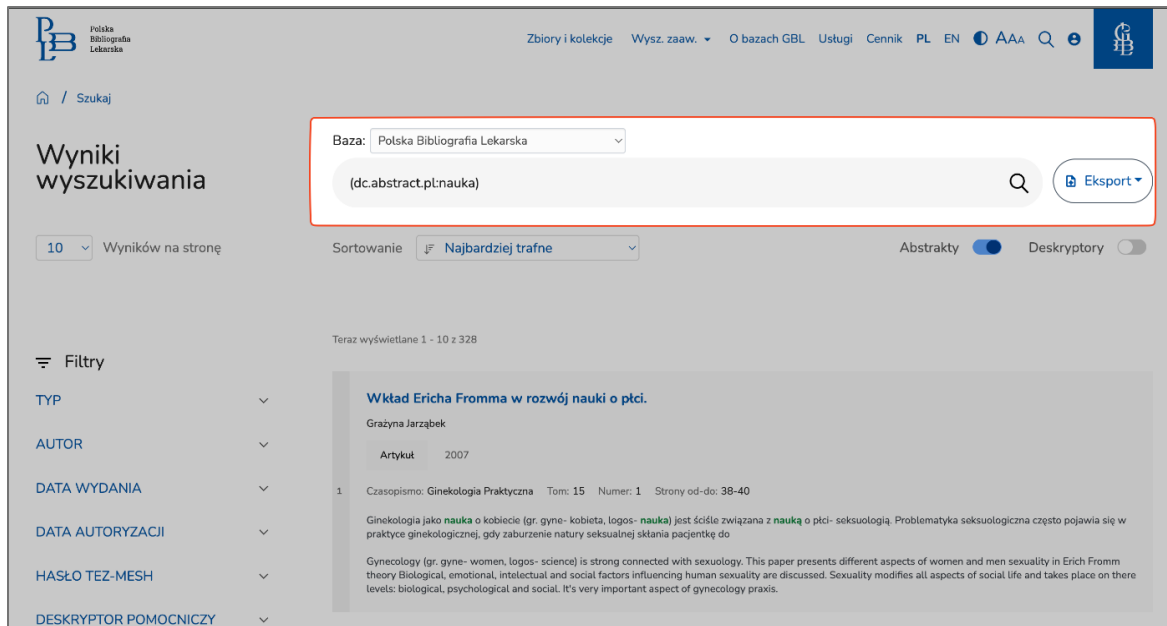 Polska
Bibliografia
Lekarska
Zbiory i kolekcje Wysz. zaaw. O bazach GBL Usługi Cennik PL EN AAA
Szukaj
Wyniki
wyszukiwania
Baza: Polska Bibliografia Lekarska
(dc.abstract.pl:nauka)
Eksport
10 Wyników na stronę
Sortowanie Najbardziej trafne
Abstrakty Deskryptory
Teraz wyświetlane 1 - 10 z 328
Filtry
TYP
AUTOR
DATA WYDANIA
DATA AUTORYZACJI
HASŁO TEZ-MESH
DESKRYPTOR POMOCNICZY
1
Wkład Ericha Fromma w rozwój nauki o płci.
Grażyna Jarząbek
Artykuł 2007
Czasopismo: Ginekologia Praktyczna Tom: 15 Numer: 1 Strony od-do: 38-40
Ginekologia jako nauka o kobiecie (gr. gyne- kobieta, logos- nauka) jest ściśle związana z nauką o płci- seksuologią. Problematyka seksuologiczna często pojawia się w
praktyce ginekologicznej, gdy zaburzenie natury seksualnej skłania pacjentkę do
Gynecology (gr. gyne- women, logos- science) is strong connected with sexuology. This paper presents different aspects of women and men sexuality in Erich Fromm
theory Biological, emotional, intelectual and social factors influencing human sexuality are discussed. Sexuality modifies all aspects of social life and takes place on there
levels: biological, psychological and social. It's very important aspect of gynecology praxis.